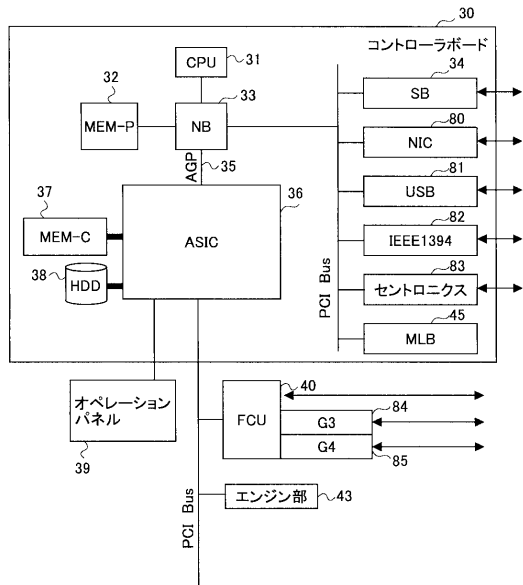 30
コントローラボード
CPU
31
32
MEM-P
33
NB
AGP
35
34
SB
80
NIC
81
USB
82
IEEE1394
83
セントロニクス
45
MLB
PCI Bus
36
ASIC
37
MEM-C
38
HDD
オペレーション
パネル
39
40
FCU
84
G3
G4
85
エンジン部
43
PCI Bus